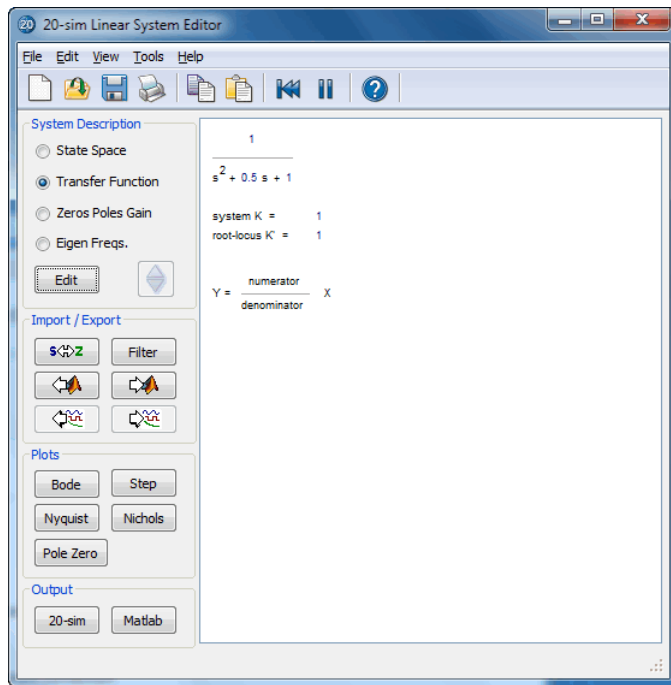 20-sim Linear System Editor
File Edit View Tools Help
System Description
State Space
Transfer Function
Zeros Poles Gain
Eigen Freqs.
Edit
Import / Export
S Z Filter
Plots
Bode Step
Nyquist Nichols
Pole Zero
Output
20-sim Matlab
1
s² + 0.5 s + 1
system K = 1
root-locus K' = 1
numerator
Y = X
denominator